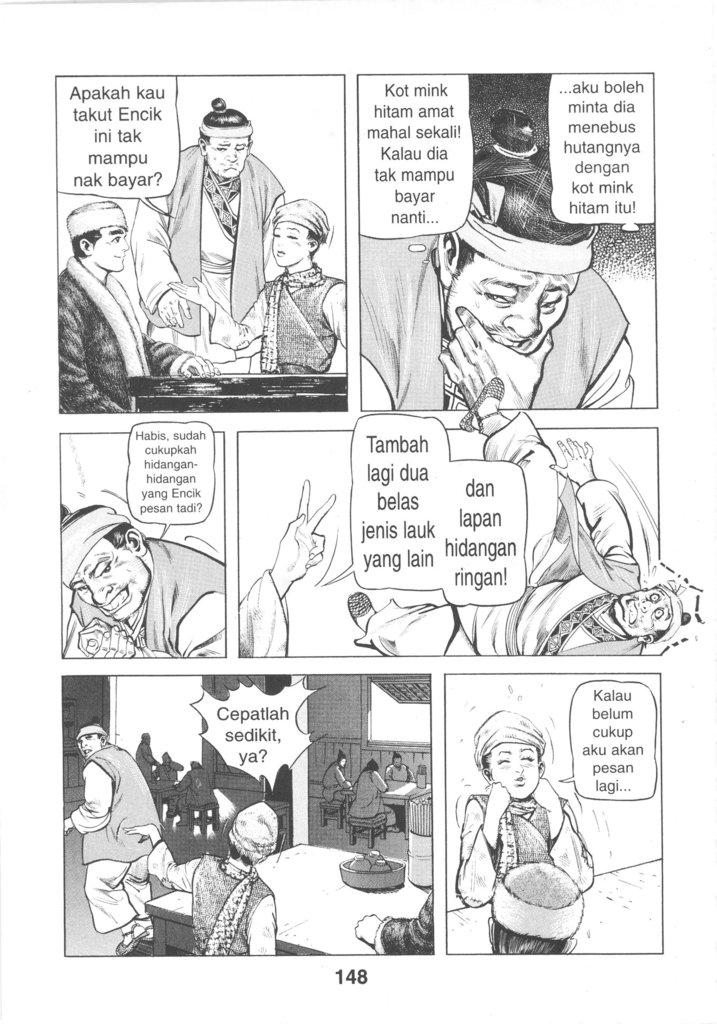 Apakah kau
takut Encik
ini tak
mampu
nak bayar?
Kot mink
hitam amat
mahal sekali!
Kalau dia
tak mampu
bayar
nanti...
...aku boleh
minta dia
menebus
hutangnya
dengan
kot mink
hitam itu!
Habis, sudah
cukupkah
hidangan-
hidangan
yang Encik
pesan tadi?
Tambah
lagi dua
belas
jenis lauk
yang lain
dan
lapan
hidangan
ringan!
Cepatlah
sedikit,
ya?
Kalau
belum
cukup
aku akan
pesan
lagi...
148